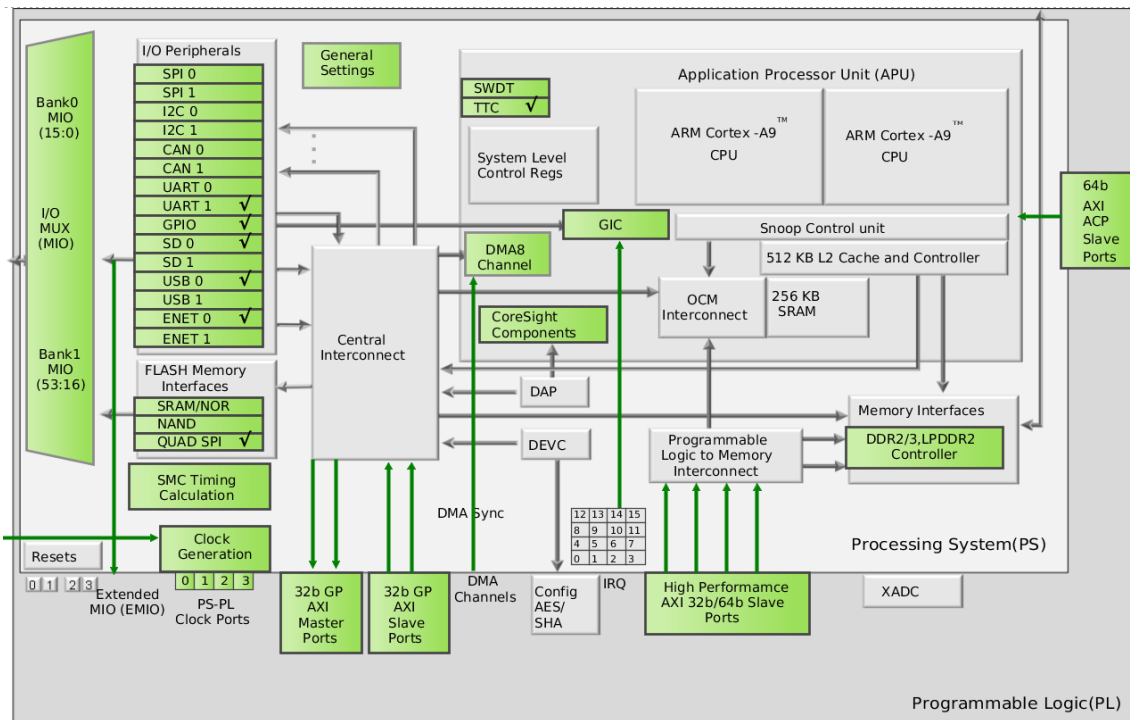 I/O Peripherals
SPI 0
SPI 1
I2C 0
I2C 1
CAN 0
CAN 1
UART 0
UART 1 √
GPIO √
SD 0 √
SD 1
USB 0 √
USB 1
ENET 0 √
ENET 1
Bank0
MIO
(15:0)
I/O
MUX
(MIO)
Bank1
MIO
(53:16)
FLASH Memory
Interfaces
SRAM/NOR
NAND
QUAD SPI √
SMC Timing
Calculation
General
Settings
Application Processor Unit (APU)
SWDT
TTC √
System Level
Control Regs
ARM Cortex -A9™
CPU
ARM Cortex -A9™
CPU
GIC
Snoop Control unit
512 KB L2 Cache and Controller
DMA8
Channel
OCM
Interconnect
256 KB
SRAM
CoreSight
Components
Central
Interconnect
DAP
DEVC
Programmable
Logic to Memory
Interconnect
Memory Interfaces
DDR2/3,LPDDR2
Controller
64b
AXI
ACP
Slave
Ports
DMA Sync
12 13 14 15
8 9 10 11
4 5 6 7
0 1 2 3
Processing System(PS)
Resets
0 1 2 3
Clock
Generation
0 1 2 3
Extended
MIO (EMIO)
PS-PL
Clock Ports
32b GP
AXI
Master
Ports
32b GP
AXI
Slave
Ports
DMA
Channels
Config
AES/
SHA
IRQ
High Performamce
AXI 32b/64b Slave
Ports
XADC
Programmable Logic(PL)